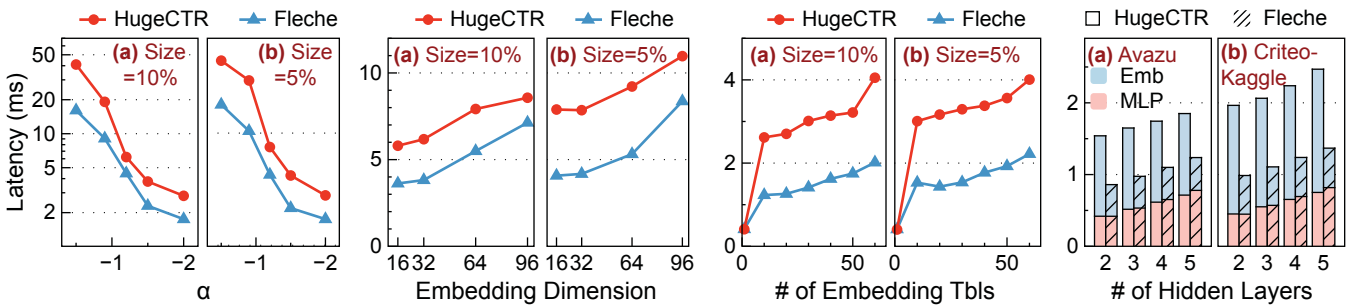 HugeCTR Fleche
(a) Size =10%
(b) Size =5%
Latency (ms)
50
20
10
5
2
−1 −2 −1 −2
α
HugeCTR Fleche
(a) Size=10%
(b) Size=5%
10
5
0
16 32 64 96 16 32 64 96
Embedding Dimension
HugeCTR Fleche
(a) Size=10%
(b) Size=5%
4
2
0
0 50 0 50
# of Embedding Tbls
HugeCTR Fleche
(a) Avazu
(b) Criteo-
Kaggle
Emb
MLP
2
1
0
2 3 4 5 2 3 4 5
# of Hidden Layers